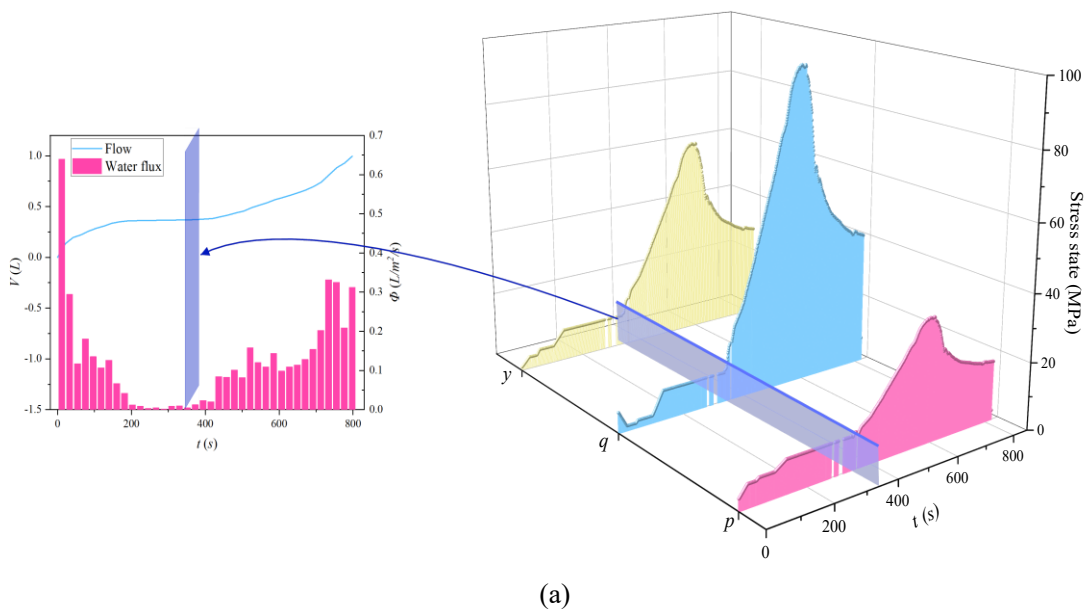 Flow
Water flux
1.0
0.5
0.0
-0.5
-1.0
-1.5
V (L)
0.7
0.6
0.5
0.4
0.3
0.2
0.1
0.0
Φ (L/m²/s)
0 200 400 600 800
t (s)
100
80
60
40
20
0
Stress state (MPa)
y
q
p
0
200
400
600
800
t (s)
(a)